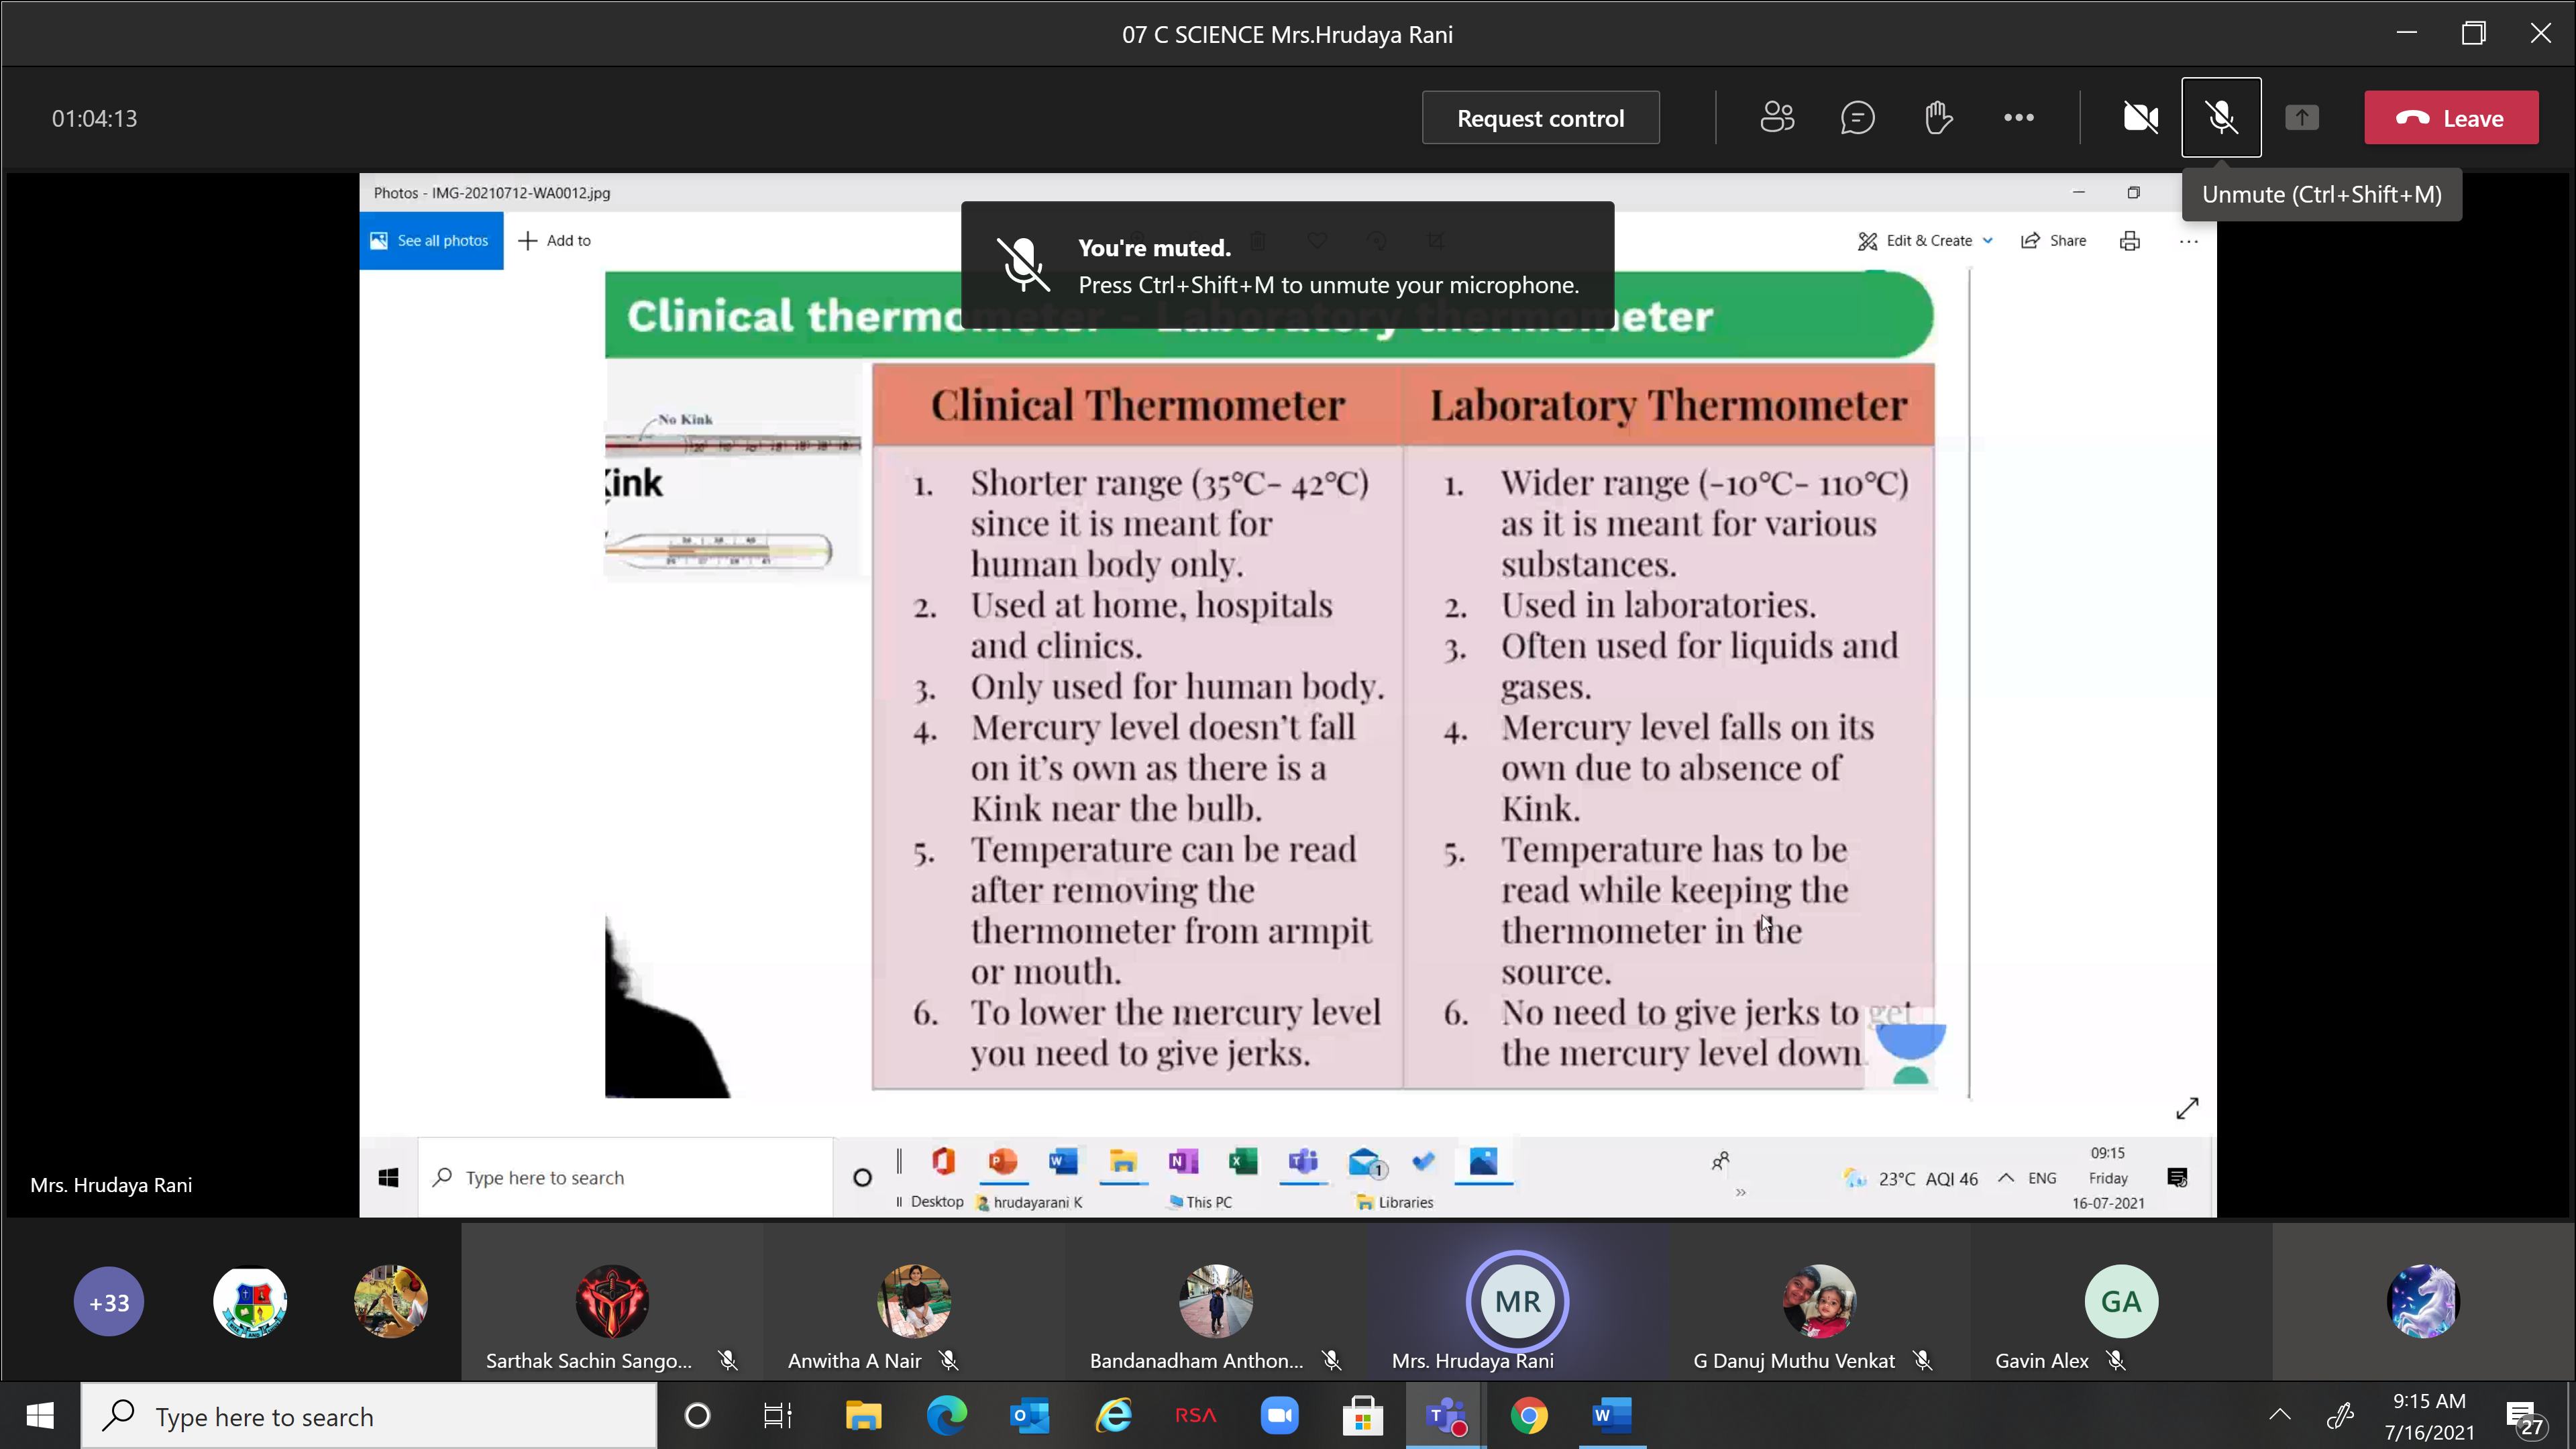 07 C SCIENCE Mrs.Hrudaya Rani
01:04:13
Request control
Leave
Unmute (Ctrl+Shift+M)
Photos - IMG-20210712-WA0012.jpg
See all photos
Add to
You're muted.
Press Ctrl+Shift+M to unmute your microphone.
Edit & Create
Share
Clinical thermometer - Laboratory thermometer
No Kink
Kink
Clinical Thermometer
1. Shorter range (35°C- 42°C)
since it is meant for
human body only.
2. Used at home, hospitals
and clinics.
3. Only used for human body.
4. Mercury level doesn't fall
on it's own as there is a
Kink near the bulb.
5. Temperature can be read
after removing the
thermometer from armpit
or mouth.
6. To lower the mercury level
you need to give jerks.
Laboratory Thermometer
1. Wider range (-10°C- 110°C)
as it is meant for various
substances.
2. Used in laboratories.
3. Often used for liquids and
gases.
4. Mercury level falls on its
own due to absence of
Kink.
5. Temperature has to be
read while keeping the
thermometer in the
source.
6. No need to give jerks to get
the mercury level down.
Mrs. Hrudaya Rani
Type here to search
1
23°C AQI 46
ENG
09:15
Friday
16-07-2021
Desktop
hrudayarani K
This PC
Libraries
+33
MR
GA
Sarthak Sachin Sango...
Anwitha A Nair
Bandanadham Anthon...
Mrs. Hrudaya Rani
G Danuj Muthu Venkat
Gavin Alex
Type here to search
RSA
9:15 AM
7/16/2021
27